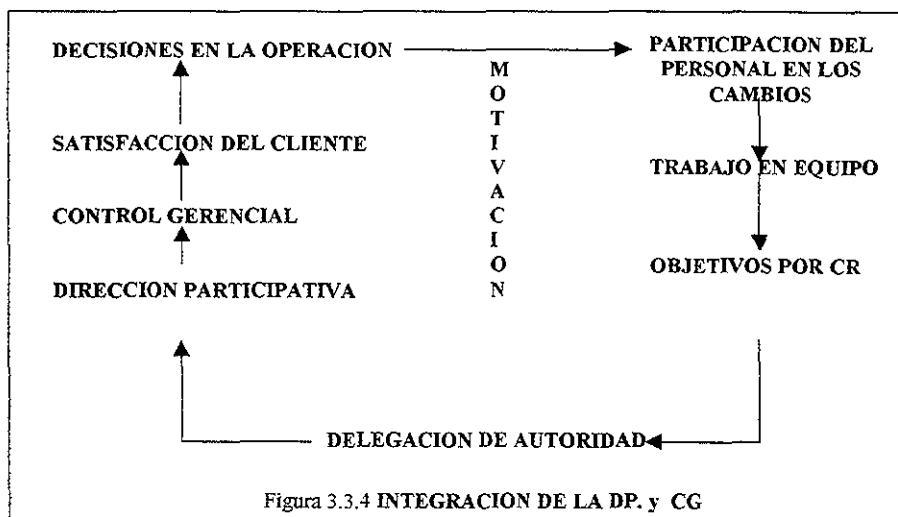 DECISIONES EN LA OPERACION
PARTICIPACION DEL
PERSONAL EN LOS
CAMBIOS
M
O
T
I
V
A
C
I
O
N
SATISFACCION DEL CLIENTE
TRABAJO EN EQUIPO
CONTROL GERENCIAL
OBJETIVOS POR CR
DIRECCION PARTICIPATIVA
DELEGACION DE AUTORIDAD
Figura 3.3.4 INTEGRACION DE LA DP. y CG